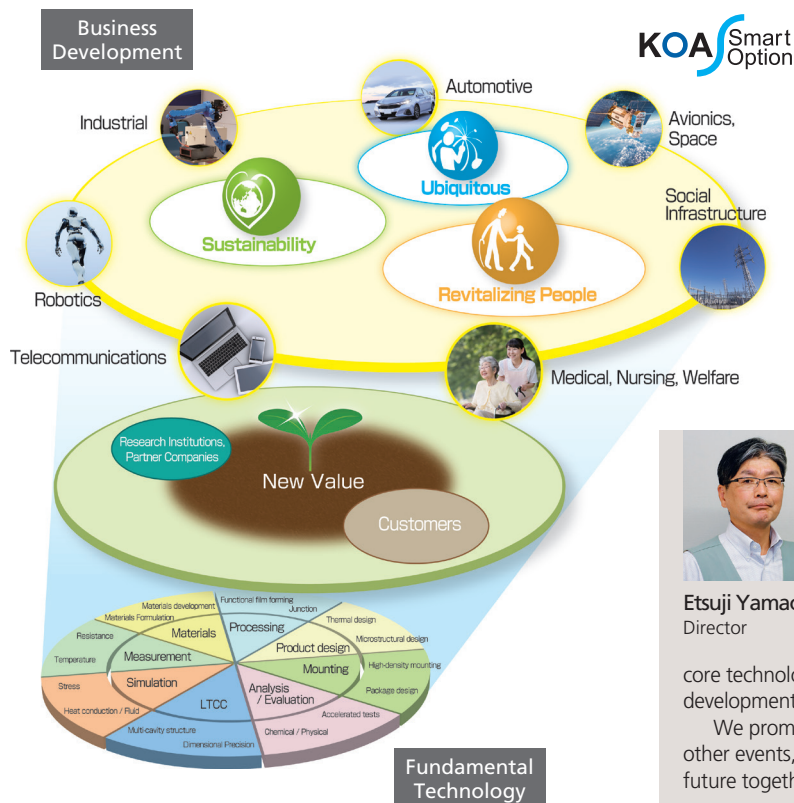 Business
Development
KOA Smart
Option
Automotive
Industrial
Avionics,
Space
Ubiquitous
Social
Infrastructure
Sustainability
Revitalizing People
Robotics
Telecommunications
Medical, Nursing, Welfare
Research Institutions,
Partner Companies
New Value
Customers
Functional film forming
Junction
Materials development
Materials Formulation
Materials
Processing
Thermal design
Microstructural design
Product design
Resistance
Temperature
Measurement
Mounting
High-density mounting
Package design
Stress
Heat conduction / Fluid
Simulation
LTCC
Analysis
/ Evaluation
Accelerated tests
Chemical / Physical
Multi-cavity structure
Dimensional Precision
Fundamental
Technology
Etsuji
Director
core
development
We
other events,
future